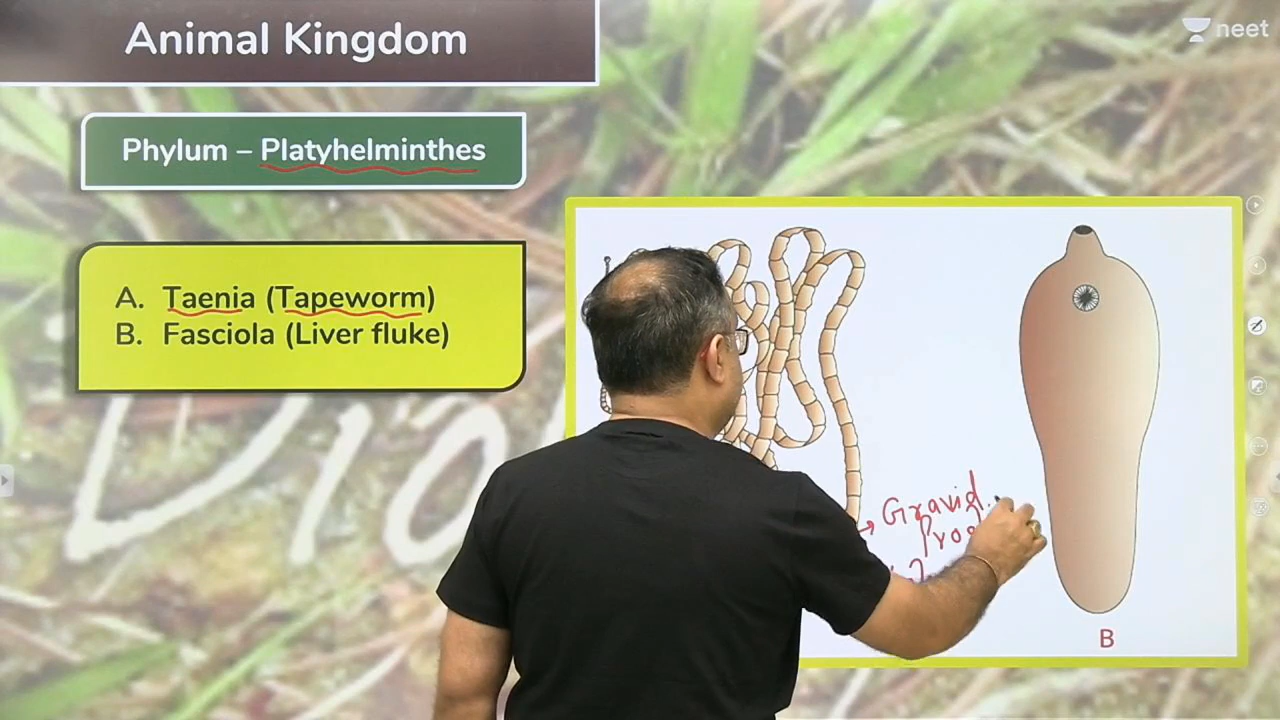 Animal Kingdom
neet
Phylum – Platyhelminthes
A. Taenia (Tapeworm)
B. Fasciola (Liver fluke)
→ Gravid
B